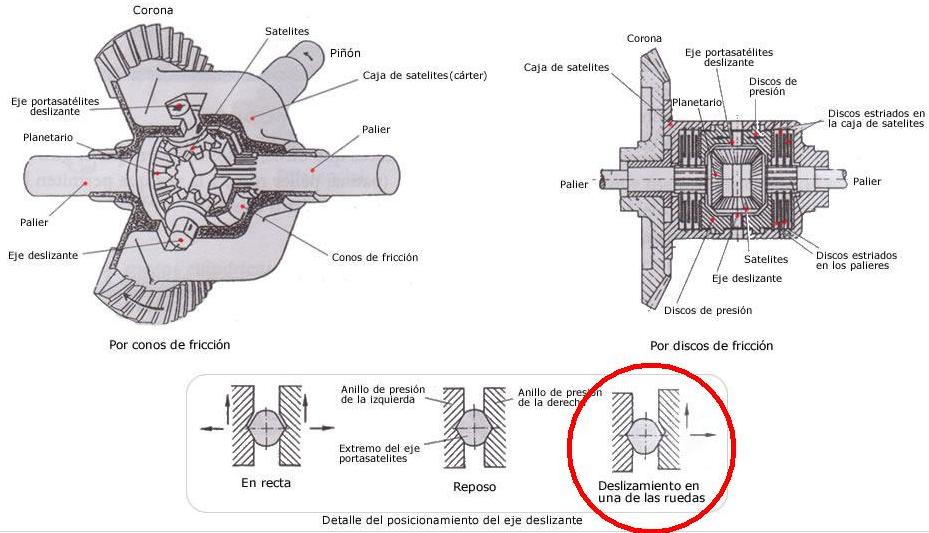 Corona
Satelites
Piñón
Caja de satelites(cárter)
Eje portasatélites
deslizante
Planetario
Palier
Palier
Eje deslizante
Conos de fricción
Por conos de fricción
Corona
Eje portasatélites
deslizante
Caja de satelites
Discos de
presión
Planetario
Discos estriados en
la caja de satelites
Palier
Palier
Satelites
Discos estriados
en los palieres
Eje deslizante
Discos de presión
Por discos de fricción
Anillo de presión
de la izquierda
Anillo de presión
de la derecha
Extremo del eje
portasatelites
En recta
Reposo
Deslizamiento en
una de las ruedas
Detalle del posicionamiento del eje deslizante